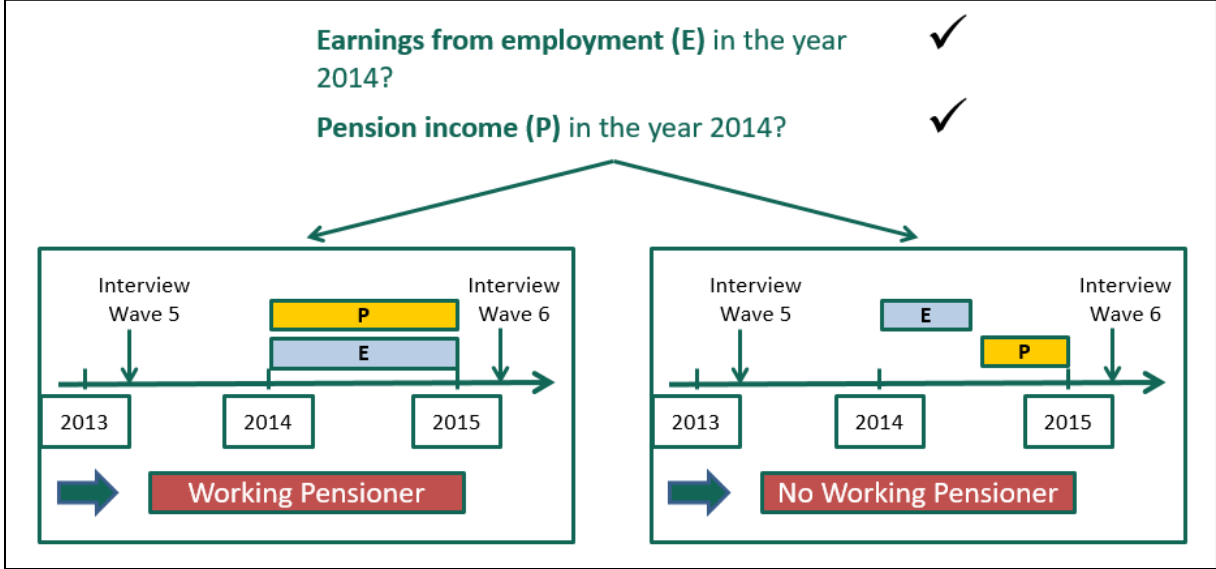 Earnings from employment (E) in the year
2014?
Pension income (P) in the year 2014?
Interview
Wave 5
Interview
Wave 6
P
E
2013
2014
2015
Working Pensioner
Interview
Wave 5
Interview
Wave 6
E
P
2013
2014
2015
No Working Pensioner